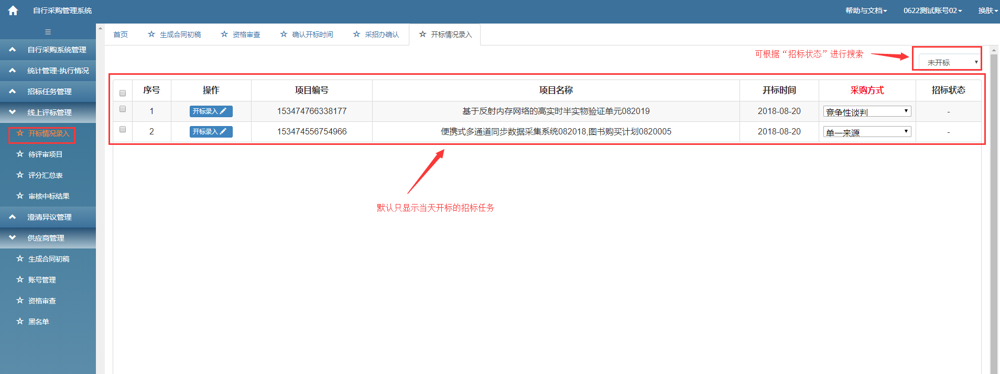 自行采购管理系统
帮助与文档
0622测试账号02
换肤
自行采购系统管理
统计管理-执行情况
招标任务管理
线上评标管理
开标情况录入
待评审项目
评分汇总表
审核中标结果
澄清异议管理
供应商管理
生成合同初稿
账号管理
资格审查
黑名单
首页
生成合同初稿
资格审查
确认开标时间
采招办确认
开标情况录入
可根据“招标状态”进行搜索
未开标
序号 操作 项目编号 项目名称 开标时间 采购方式 招标状态
1 开标录入 153474766338177 基于反射内存网络的高实时半实物验证单元082019 2018-08-20 竞争性谈判 -
2 开标录入 153474556754966 便携式多通道同步数据采集系统082018,图书购买计划0820005 2018-08-20 单一来源 -
默认只显示当天开标的招标任务